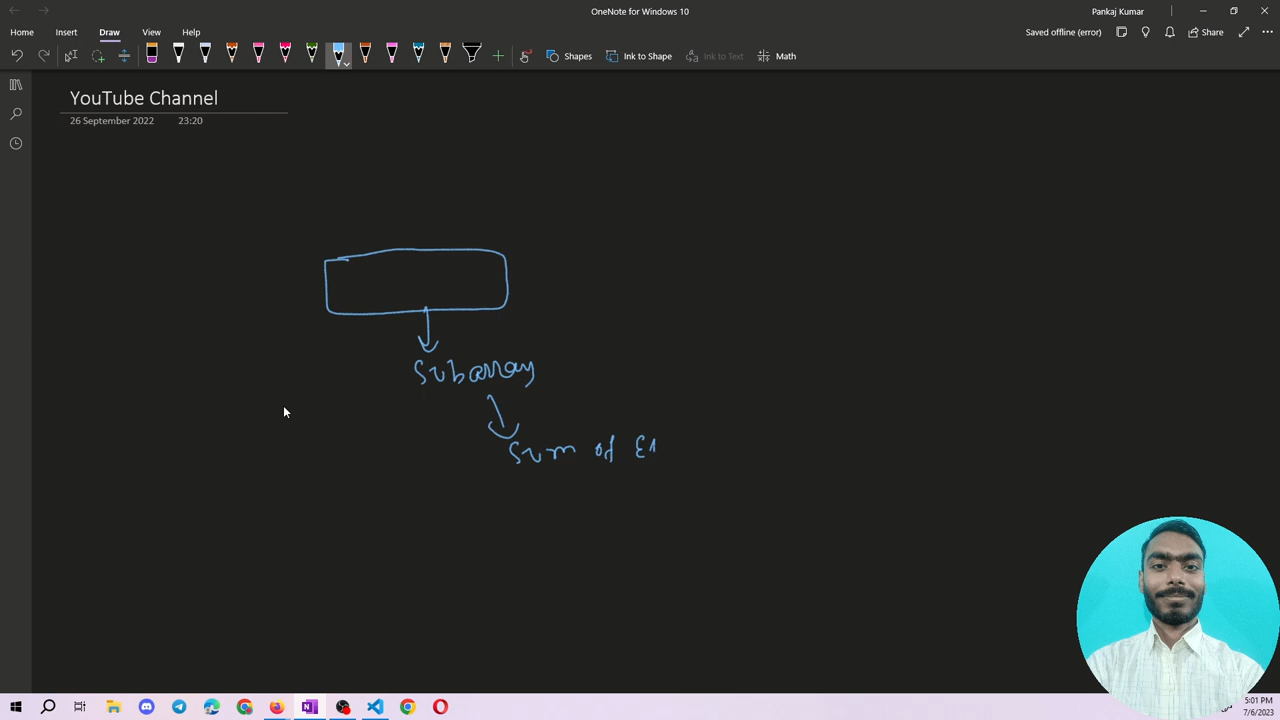 OneNote for Windows 10
Pankaj Kumar
Home Insert Draw View Help
Saved offline (error) Share
Shapes Ink to Shape Ink to Text Math
YouTube Channel
26 September 2022 23:20
Subarray
Sum of
5:01 PM
7/6/2023